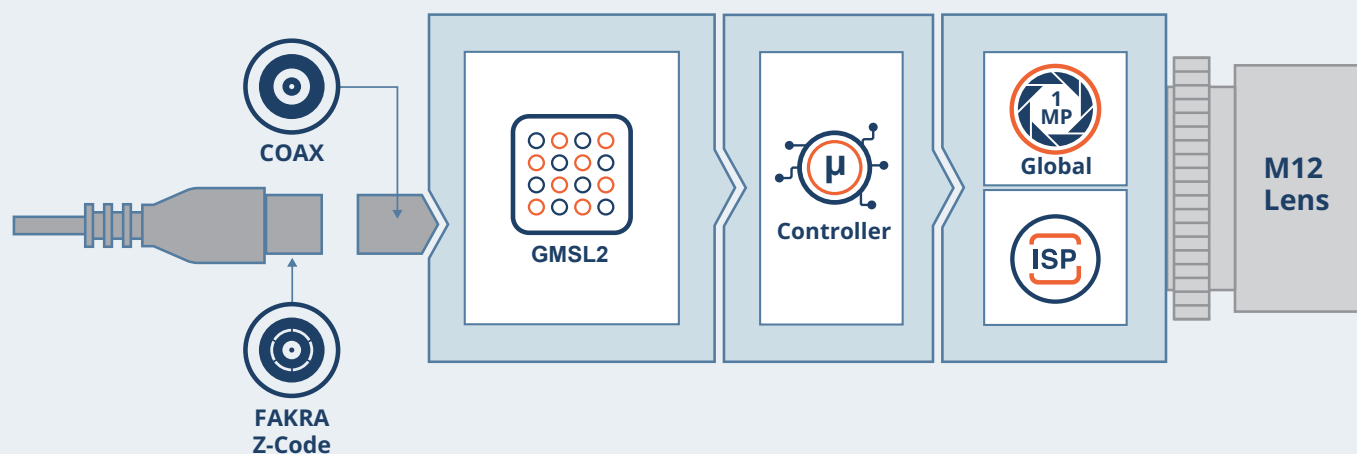 COAX
FAKRA
Z-Code
GMSL2
µ
Controller
1
MP
Global
ISP
M12
Lens